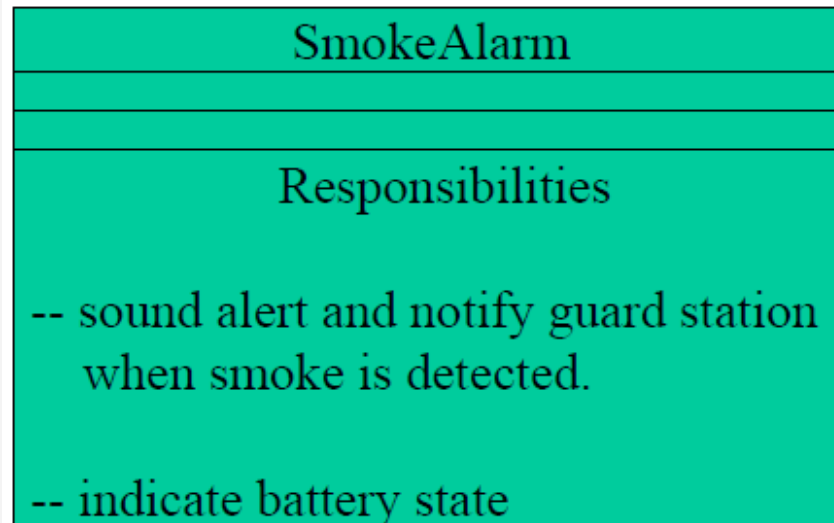 SmokeAlarm
Responsibilities
-- sound alert and notify guard station
when smoke is detected.
-- indicate battery state